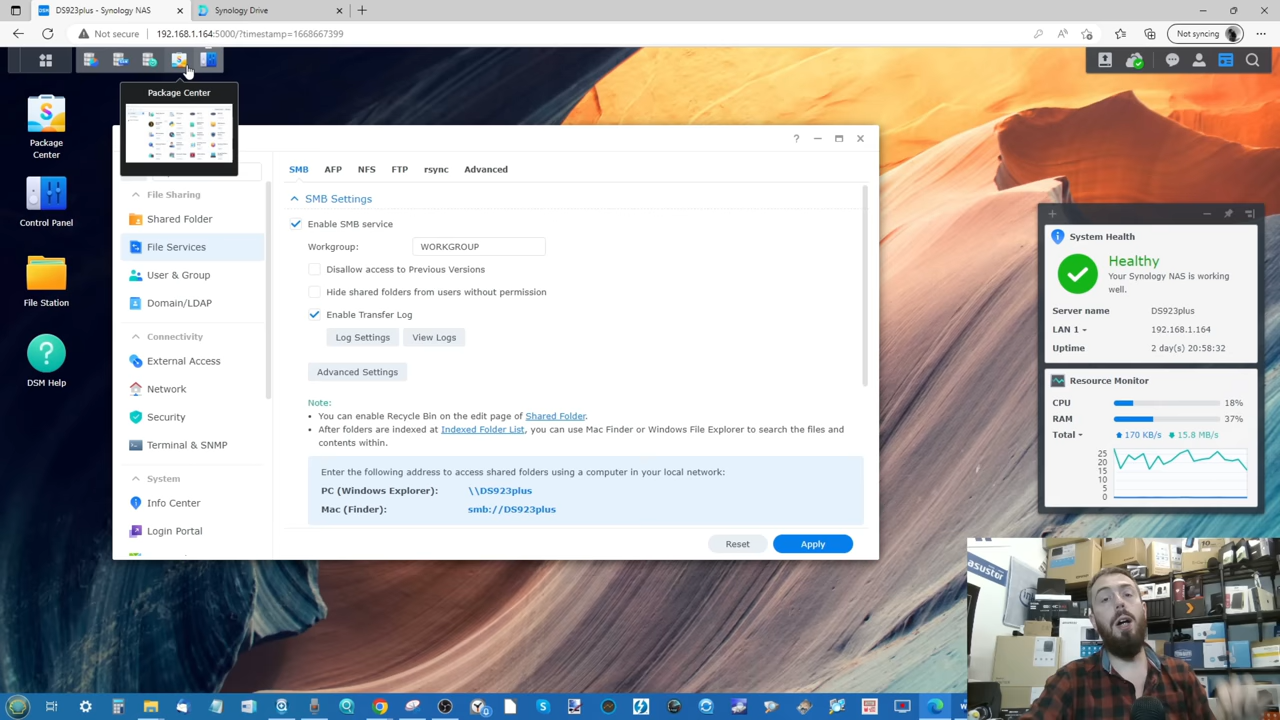 DS923plus - Synology NAS
Synology Drive
Not secure
192.168.1.164:5000/?timestamp=1668667399
Not syncing
Package Center
Package
Center
Control Panel
File Station
DSM Help
File Sharing
Shared Folder
File Services
User & Group
Domain/LDAP
Connectivity
External Access
Network
Security
Terminal & SNMP
System
Info Center
Login Portal
SMB
AFP
NFS
FTP
rsync
Advanced
SMB Settings
Enable SMB service
Workgroup:
WORKGROUP
Disallow access to Previous Versions
Hide shared folders from users without permission
Enable Transfer Log
Log Settings
View Logs
Advanced Settings
Note:
• You can enable Recycle Bin on the edit page of Shared Folder.
• After folders are indexed at Indexed Folder List, you can use Mac Finder or Windows File Explorer to search the files and
contents within.
Enter the following address to access shared folders using a computer in your local network:
PC (Windows Explorer): \\DS923plus
Mac (Finder): smb://DS923plus
Reset
Apply
System Health
Healthy
Your Synology NAS is working
well.
Server name DS923plus
LAN 1 192.168.1.164
Uptime 2 day(s) 20:58:32
Resource Monitor
CPU 18%
RAM 37%
Total 170 KB/s 15.8 MB/s
25
20
15
10
5
0
asustor